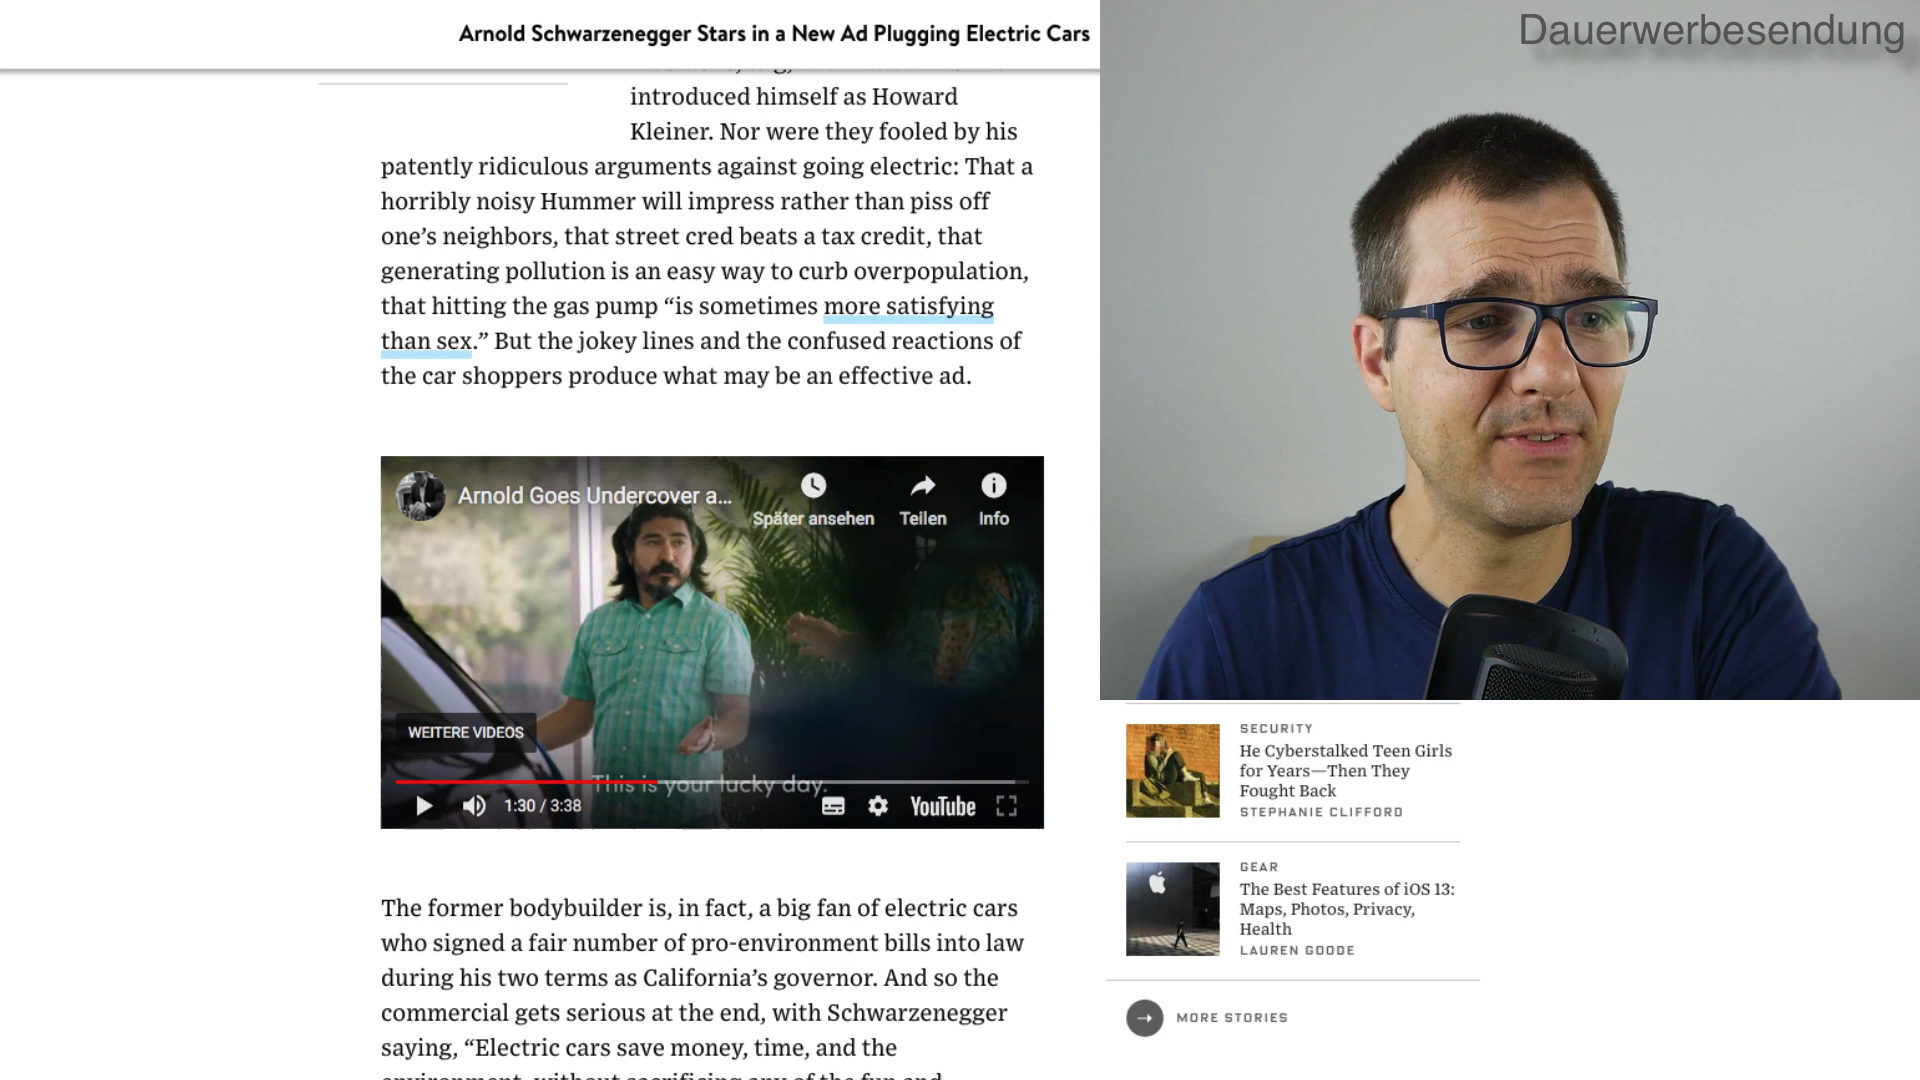 Arnold Schwarzenegger Stars in a New Ad Plugging Electric Cars
Dauerwerbesendung
introduced himself as Howard
Kleiner. Nor were they fooled by his
patently ridiculous arguments against going electric: That a
horribly noisy Hummer will impress rather than piss off
one’s neighbors, that street cred beats a tax credit, that
generating pollution is an easy way to curb overpopulation,
that hitting the gas pump “is sometimes more satisfying
than sex.” But the jokey lines and the confused reactions of
the car shoppers produce what may be an effective ad.
Arnold Goes Undercover a...
Später ansehen
Teilen
Info
WEITERE VIDEOS
This is your lucky day.
1:30 / 3:38
YouTube
The former bodybuilder is, in fact, a big fan of electric cars
who signed a fair number of pro-environment bills into law
during his two terms as California’s governor. And so the
commercial gets serious at the end, with Schwarzenegger
saying, “Electric cars save money, time, and the
environment, without sacrificing any of the fun and
SECURITY
He Cyberstalked Teen Girls
for Years—Then They
Fought Back
STEPHANIE CLIFFORD
GEAR
The Best Features of iOS 13:
Maps, Photos, Privacy,
Health
LAUREN GOODE
MORE STORIES